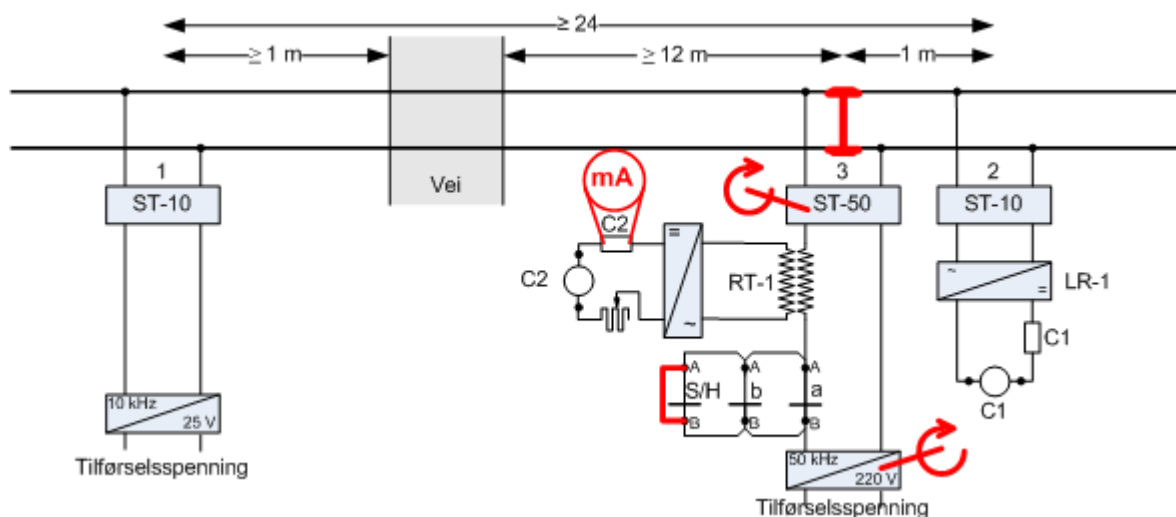 ≥ 24
≥ 1 m
≥ 12 m
1 m
Vei
1
ST-10
mA
C2
C2
3
ST-50
2
ST-10
=
~
RT-1
~
=
LR-1
C1
C1
A
A
A
S/H
b
a
B
B
B
10 kHz
25 V
Tilførselsspenning
50 kHz
220 V
Tilførselsspenning